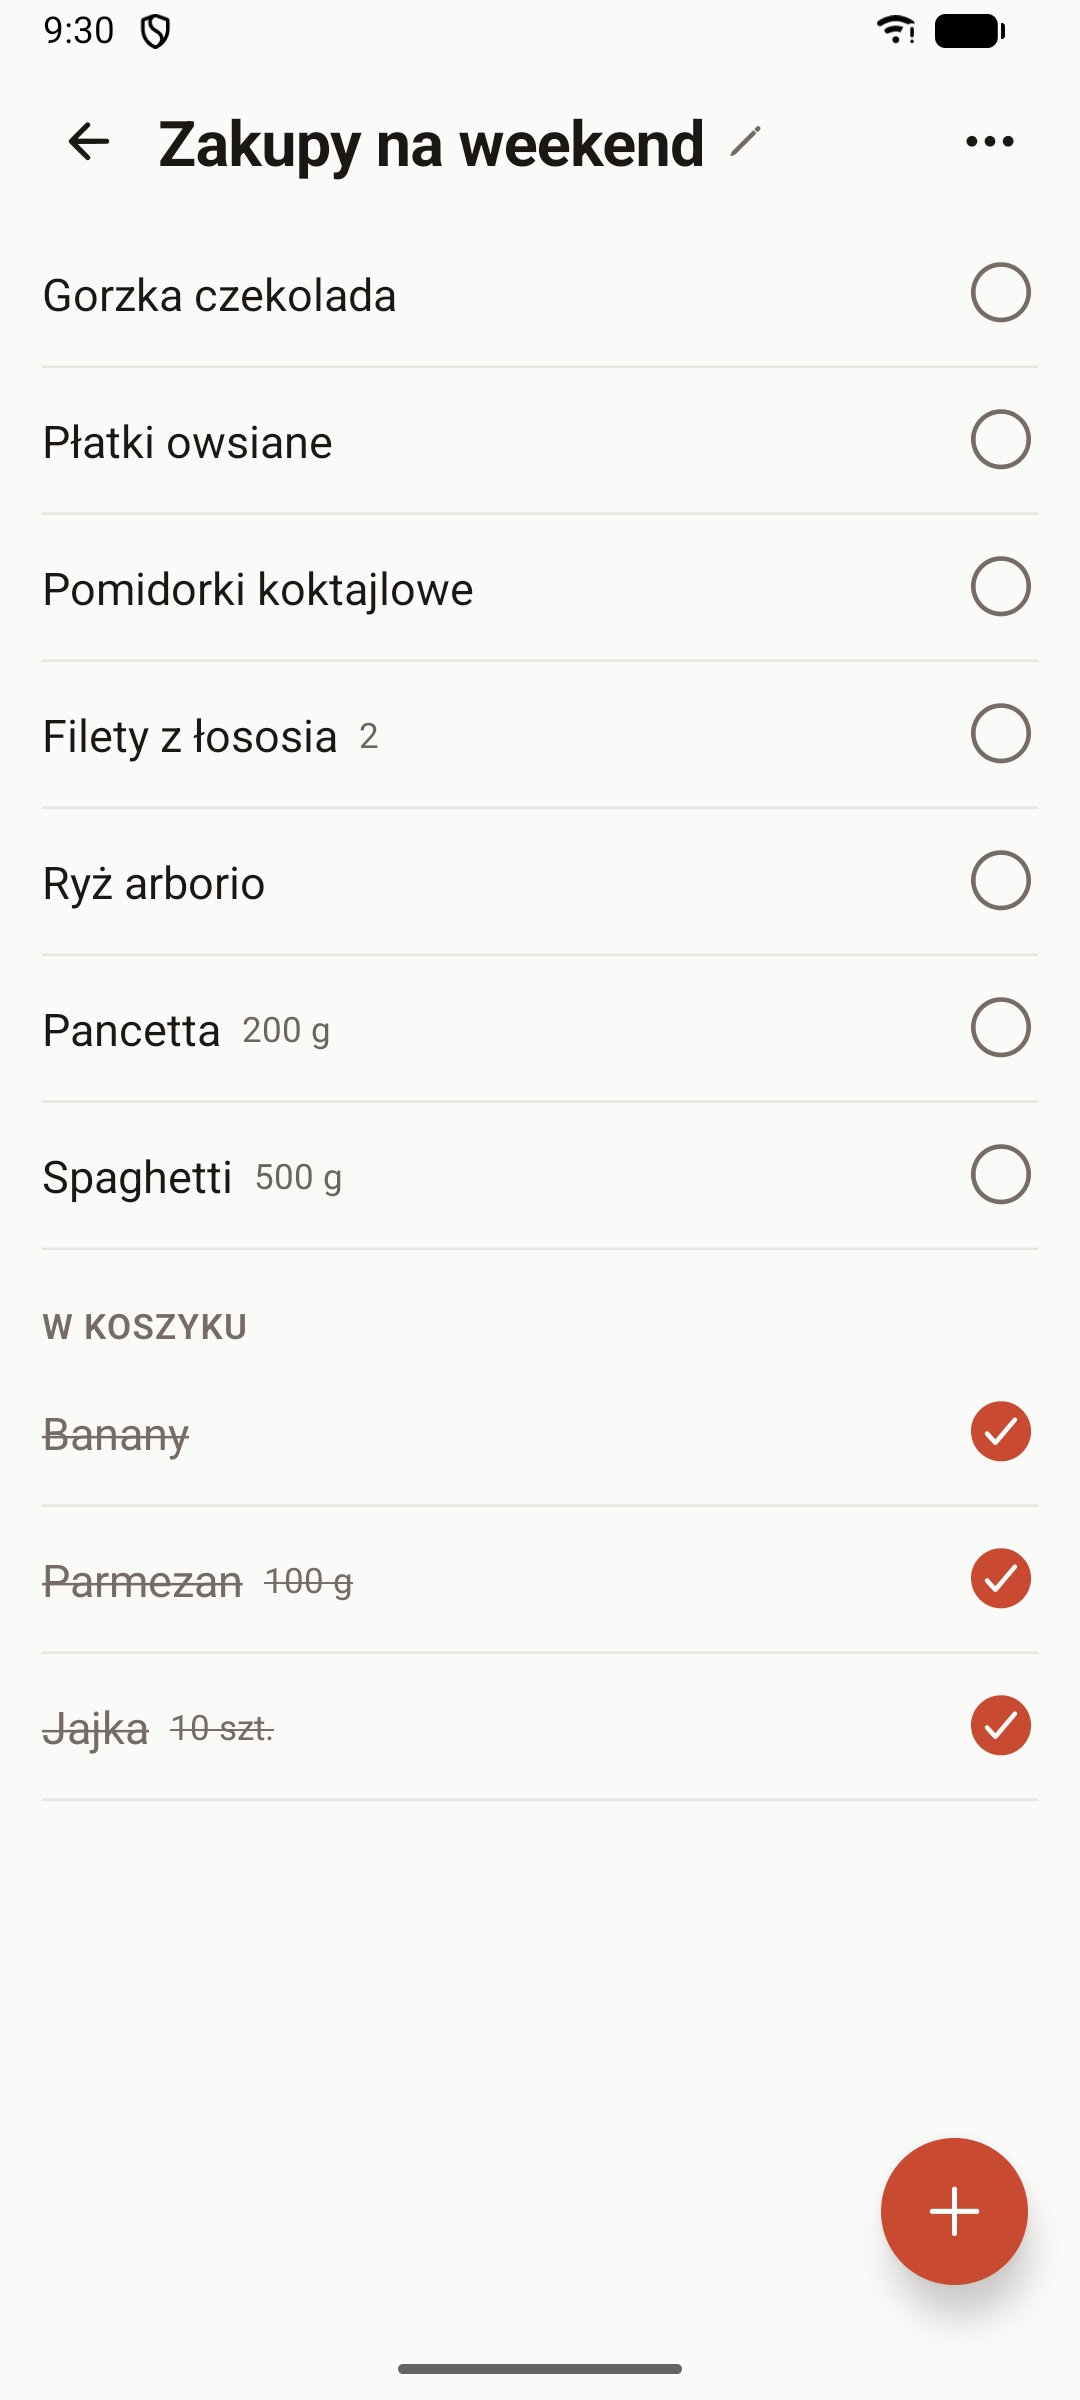 9:30
Zakupy na weekend
Gorzka czekolada
Płatki owsiane
Pomidorki koktajlowe
Filety z łososia 2
Ryż arborio
Pancetta 200 g
Spaghetti 500 g
W KOSZYKU
Banany
Parmezan 100 g
Jajka 10 szt.